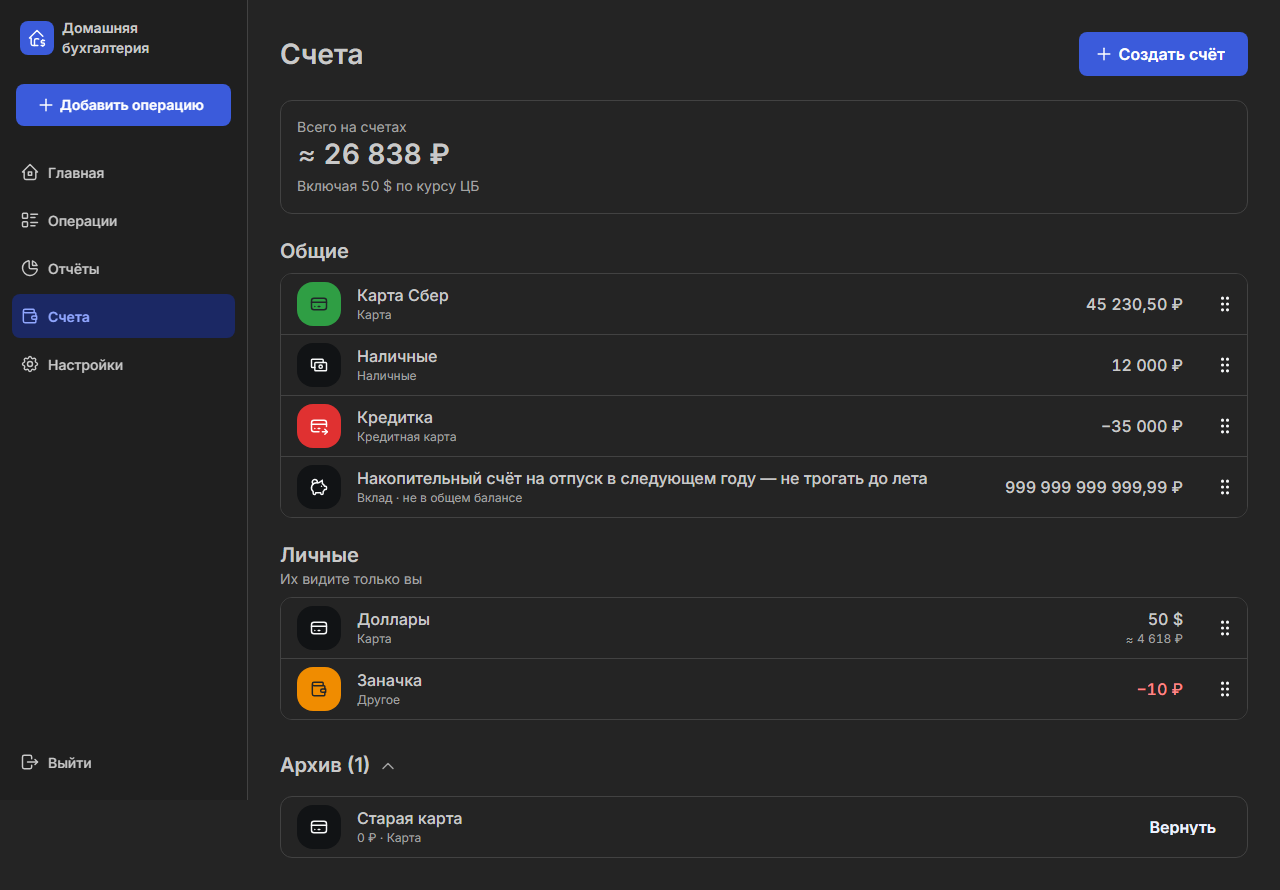 Домашняя
бухгалтерия
Добавить операцию
Главная
Операции
Отчёты
Счета
Настройки
Выйти
Счета
Создать счёт
Всего на счетах
≈ 26 838 ₽
Включая 50 $ по курсу ЦБ
Общие
Карта Сбер
Карта
45 230,50 ₽
Наличные
Наличные
12 000 ₽
Кредитка
Кредитная карта
−35 000 ₽
Накопительный счёт на отпуск в следующем году — не трогать до лета
Вклад · не в общем балансе
999 999 999 999,99 ₽
Личные
Их видите только вы
Доллары
Карта
50 $
≈ 4 618 ₽
Заначка
Другое
−10 ₽
Архив (1)
Старая карта
0 ₽ · Карта
Вернуть